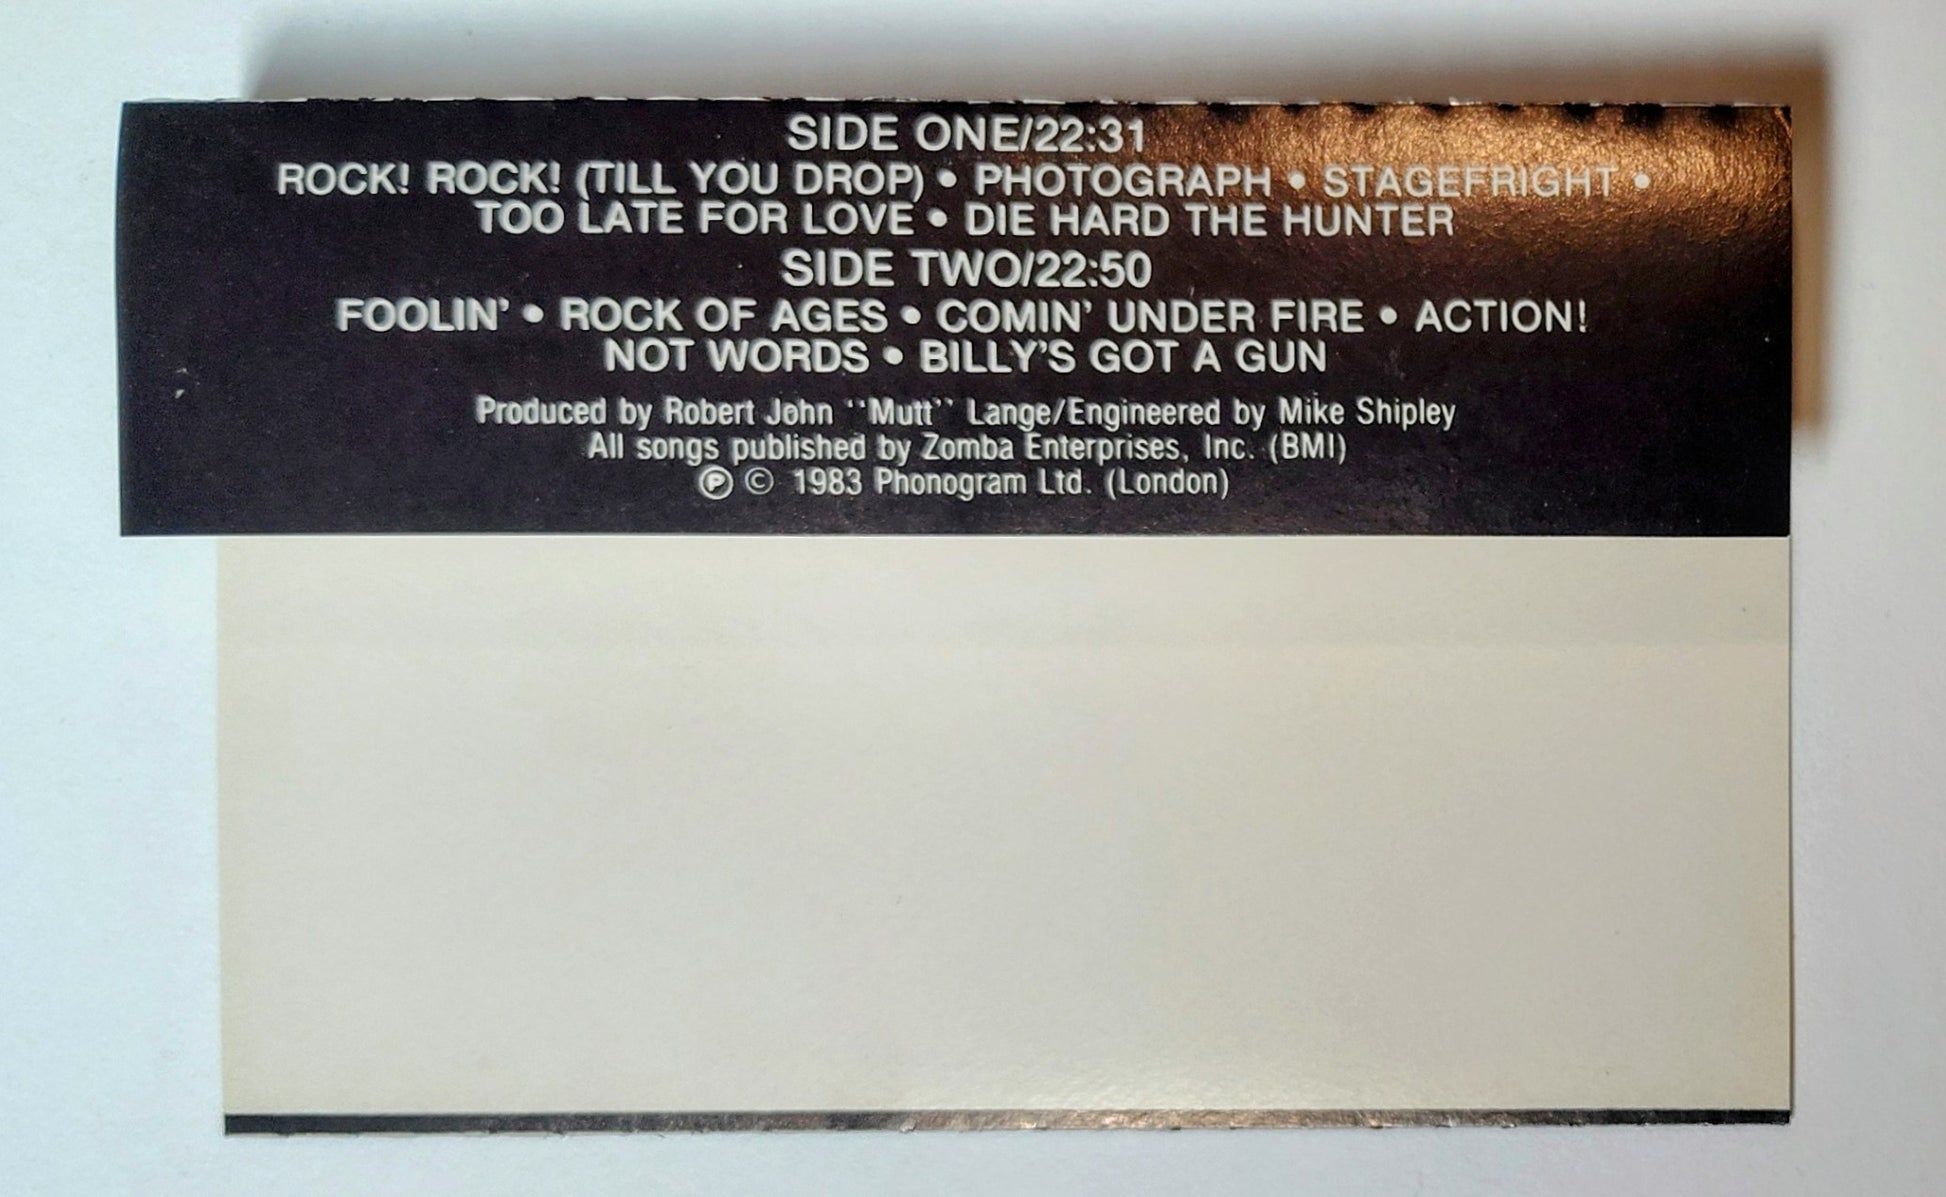 SIDE ONE/22:31
ROCK! ROCK! (TILL YOU DROP) • PHOTOGRAPH • STAGEFRIGHT •
TOO LATE FOR LOVE • DIE HARD THE HUNTER
SIDE TWO/22:50
FOOLIN' • ROCK OF AGES • COMIN' UNDER FIRE • ACTION!
NOT WORDS • BILLY'S GOT A GUN
Produced by Robert John "Mutt" Lange/Engineered by Mike Shipley
All songs published by Zomba Enterprises, Inc. (BMI)
℗ © 1983 Phonogram Ltd. (London)